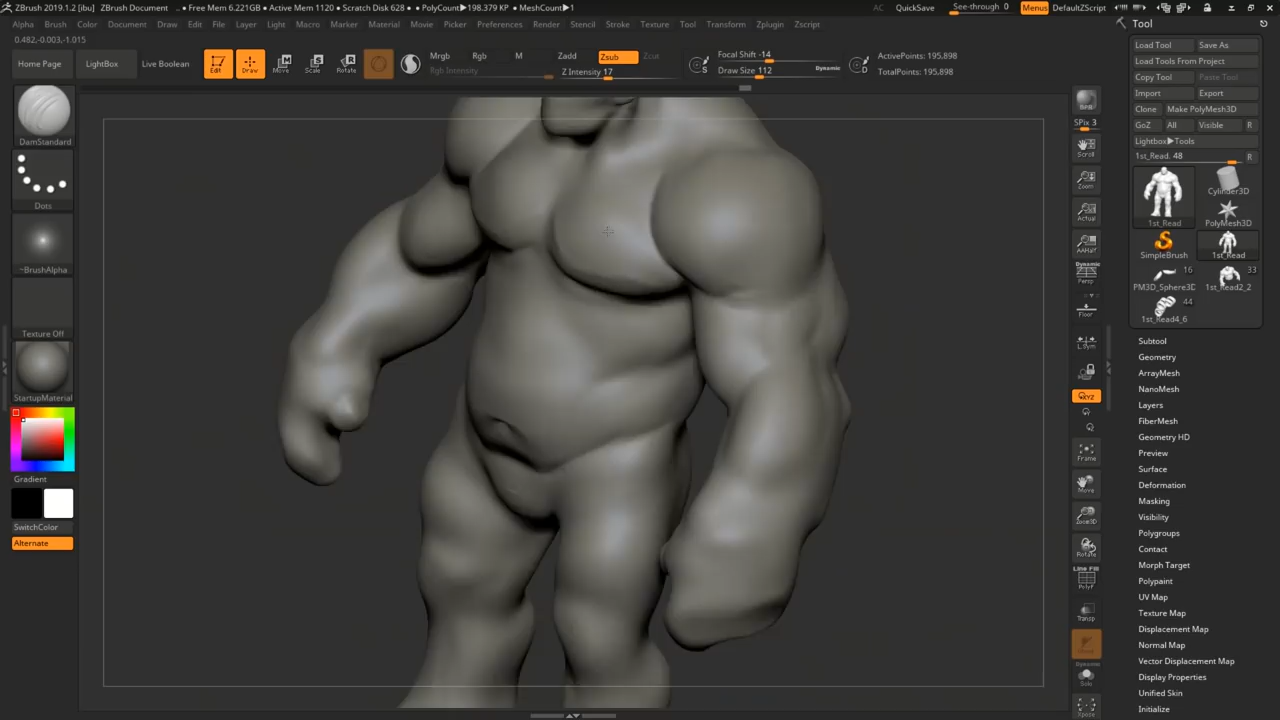 ZBrush 2019.1.2 [ibu] ZBrush Document .. • Free Mem 6.221GB • Active Mem 1120 • Scratch Disk 628 • PolyCount▸198.379 KP • MeshCount▸1
AC QuickSave See-through 0 Menus DefaultZScript
Alpha Brush Color Document Draw Edit File Layer Light Macro Marker Material Movie Picker Preferences Render Stencil Stroke Texture Tool Transform Zplugin Zscript
0.482,-0.003,-1.015
Home Page LightBox Live Boolean
Edit Draw Move Scale Rotate
Mrgb Rgb M
Rgb Intensity
Zadd Zsub Zcut
Z Intensity 17
Focal Shift -14
Draw Size 112 Dynamic
ActivePoints: 195,898
TotalPoints: 195,898
DamStandard
Dots
~BrushAlpha
Texture Off
StartupMaterial
Gradient
SwitchColor
Alternate
BPR
SPix 3
Scroll
Zoom
Actual
AAHalf
Dynamic
Persp
Floor
L.Sym
XYZ
Frame
Move
Zoom3D
Rotate
Line Fill
PolyF
Transp
Dynamic
Solo
Xpose
Tool
Load Tool Save As
Load Tools From Project
Copy Tool Paste Tool
Import Export
Clone Make PolyMesh3D
GoZ All Visible R
Lightbox▸Tools
1st_Read. 48 R
1st_Read
Cylinder3D
PolyMesh3D
SimpleBrush
1st_Read
16
PM3D_Sphere3D
33
1st_Read2_2
44
1st_Read4_6
Subtool
Geometry
ArrayMesh
NanoMesh
Layers
FiberMesh
Geometry HD
Preview
Surface
Deformation
Masking
Visibility
Polygroups
Contact
Morph Target
Polypaint
UV Map
Texture Map
Displacement Map
Normal Map
Vector Displacement Map
Display Properties
Unified Skin
Initialize